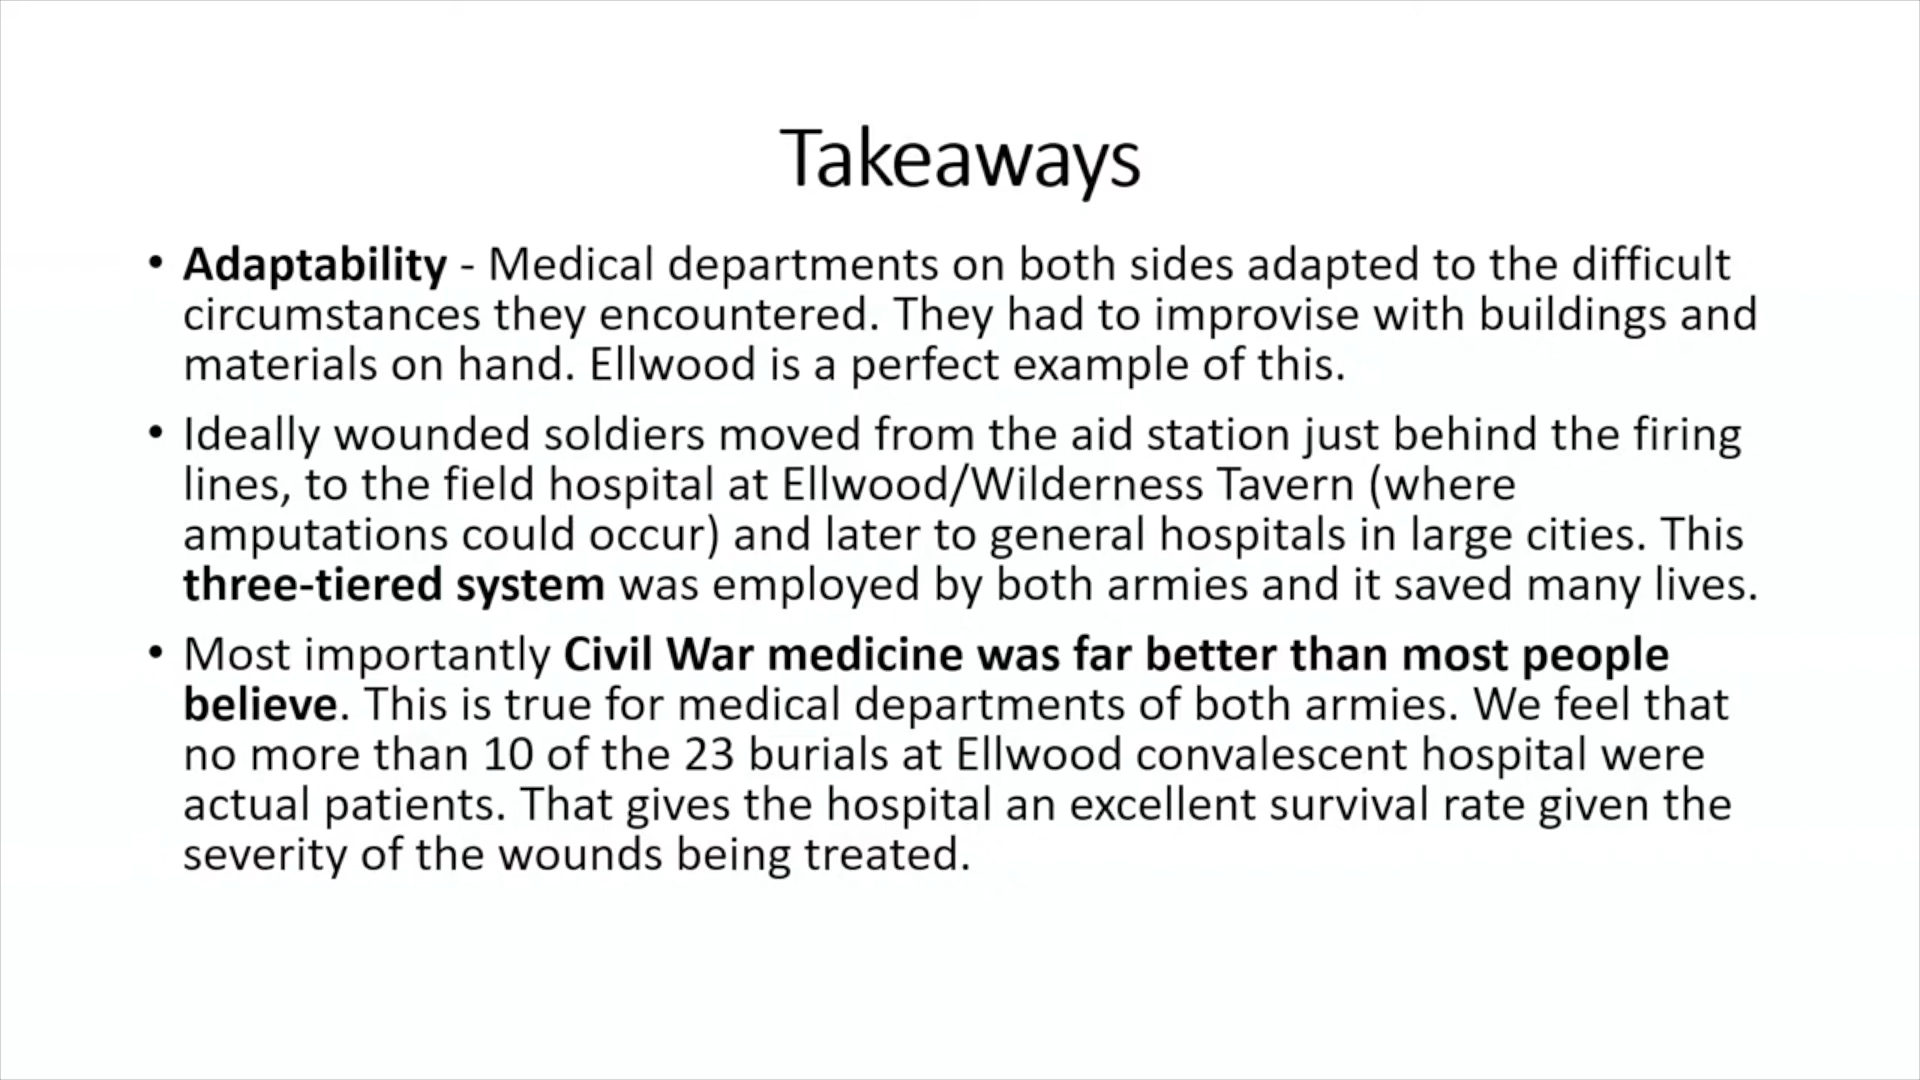 Takeaways
• Adaptability - Medical departments on both sides adapted to the difficult
circumstances they encountered. They had to improvise with buildings and
materials on hand. Ellwood is a perfect example of this.
• Ideally wounded soldiers moved from the aid station just behind the firing
lines, to the field hospital at Ellwood/Wilderness Tavern (where
amputations could occur) and later to general hospitals in large cities. This
three-tiered system was employed by both armies and it saved many lives.
• Most importantly Civil War medicine was far better than most people
believe. This is true for medical departments of both armies. We feel that
no more than 10 of the 23 burials at Ellwood convalescent hospital were
actual patients. That gives the hospital an excellent survival rate given the
severity of the wounds being treated.